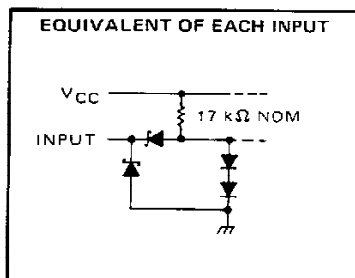 EQUIVALENT OF EACH INPUT
VCC
17 kΩ NOM
INPUT